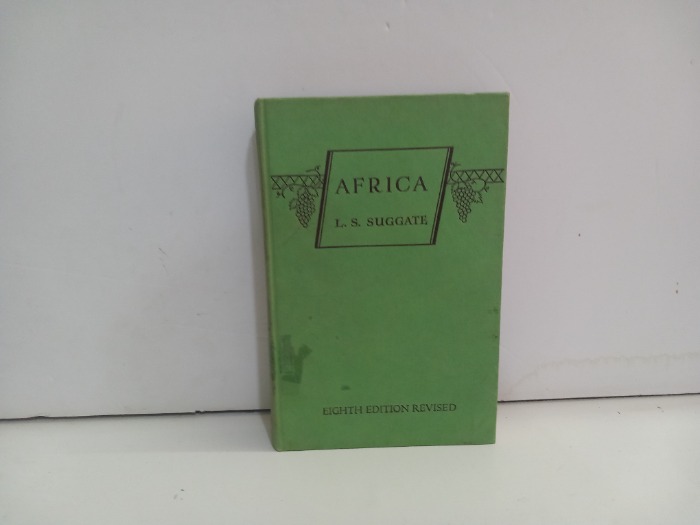 AFRICA
L. S. SUGGATE
EIGHTH EDITION REVISED